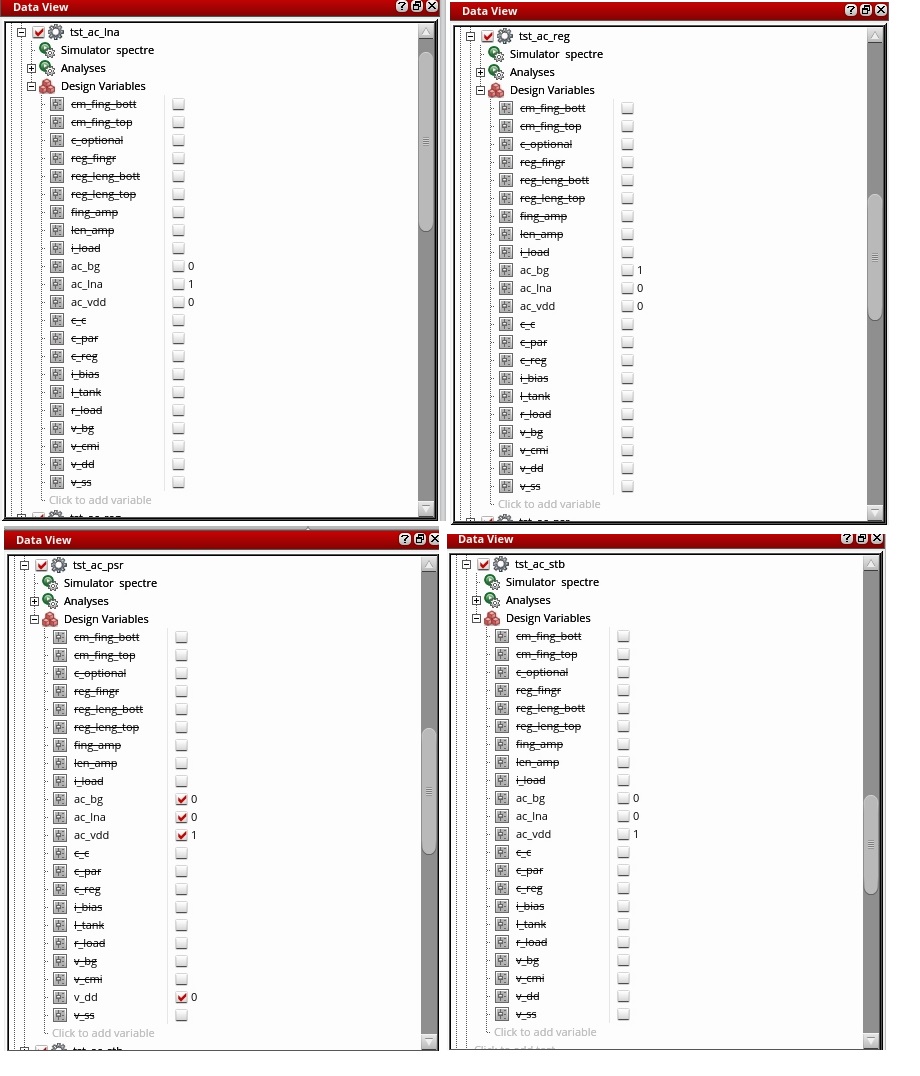 Data View
tst_ac_lna
Simulator spectre
Analyses
Design Variables
cm_fing_bott
cm_fing_top
c_optional
reg_fingr
reg_leng_bott
reg_leng_top
fing_amp
len_amp
i_load
ac_bg 0
ac_lna 1
ac_vdd 0
c_c
c_par
c_reg
i_bias
l_tank
r_load
v_bg
v_cmi
v_dd
v_ss
Click to add variable
Data View
tst_ac_reg
Simulator spectre
Analyses
Design Variables
cm_fing_bott
cm_fing_top
c_optional
reg_fingr
reg_leng_bott
reg_leng_top
fing_amp
len_amp
i_load
ac_bg 1
ac_lna 0
ac_vdd 0
c_c
c_par
c_reg
i_bias
l_tank
r_load
v_bg
v_cmi
v_dd
v_ss
Click to add variable
Data View
tst_ac_psr
Simulator spectre
Analyses
Design Variables
cm_fing_bott
cm_fing_top
c_optional
reg_fingr
reg_leng_bott
reg_leng_top
fing_amp
len_amp
i_load
ac_bg 0
ac_lna 0
ac_vdd 1
c_c
c_par
c_reg
i_bias
l_tank
r_load
v_bg
v_cmi
v_dd 0
v_ss
Click to add variable
Data View
tst_ac_stb
Simulator spectre
Analyses
Design Variables
cm_fing_bott
cm_fing_top
c_optional
reg_fingr
reg_leng_bott
reg_leng_top
fing_amp
len_amp
i_load
ac_bg 0
ac_lna 0
ac_vdd 1
c_c
c_par
c_reg
i_bias
l_tank
r_load
v_bg
v_cmi
v_dd
v_ss
Click to add variable